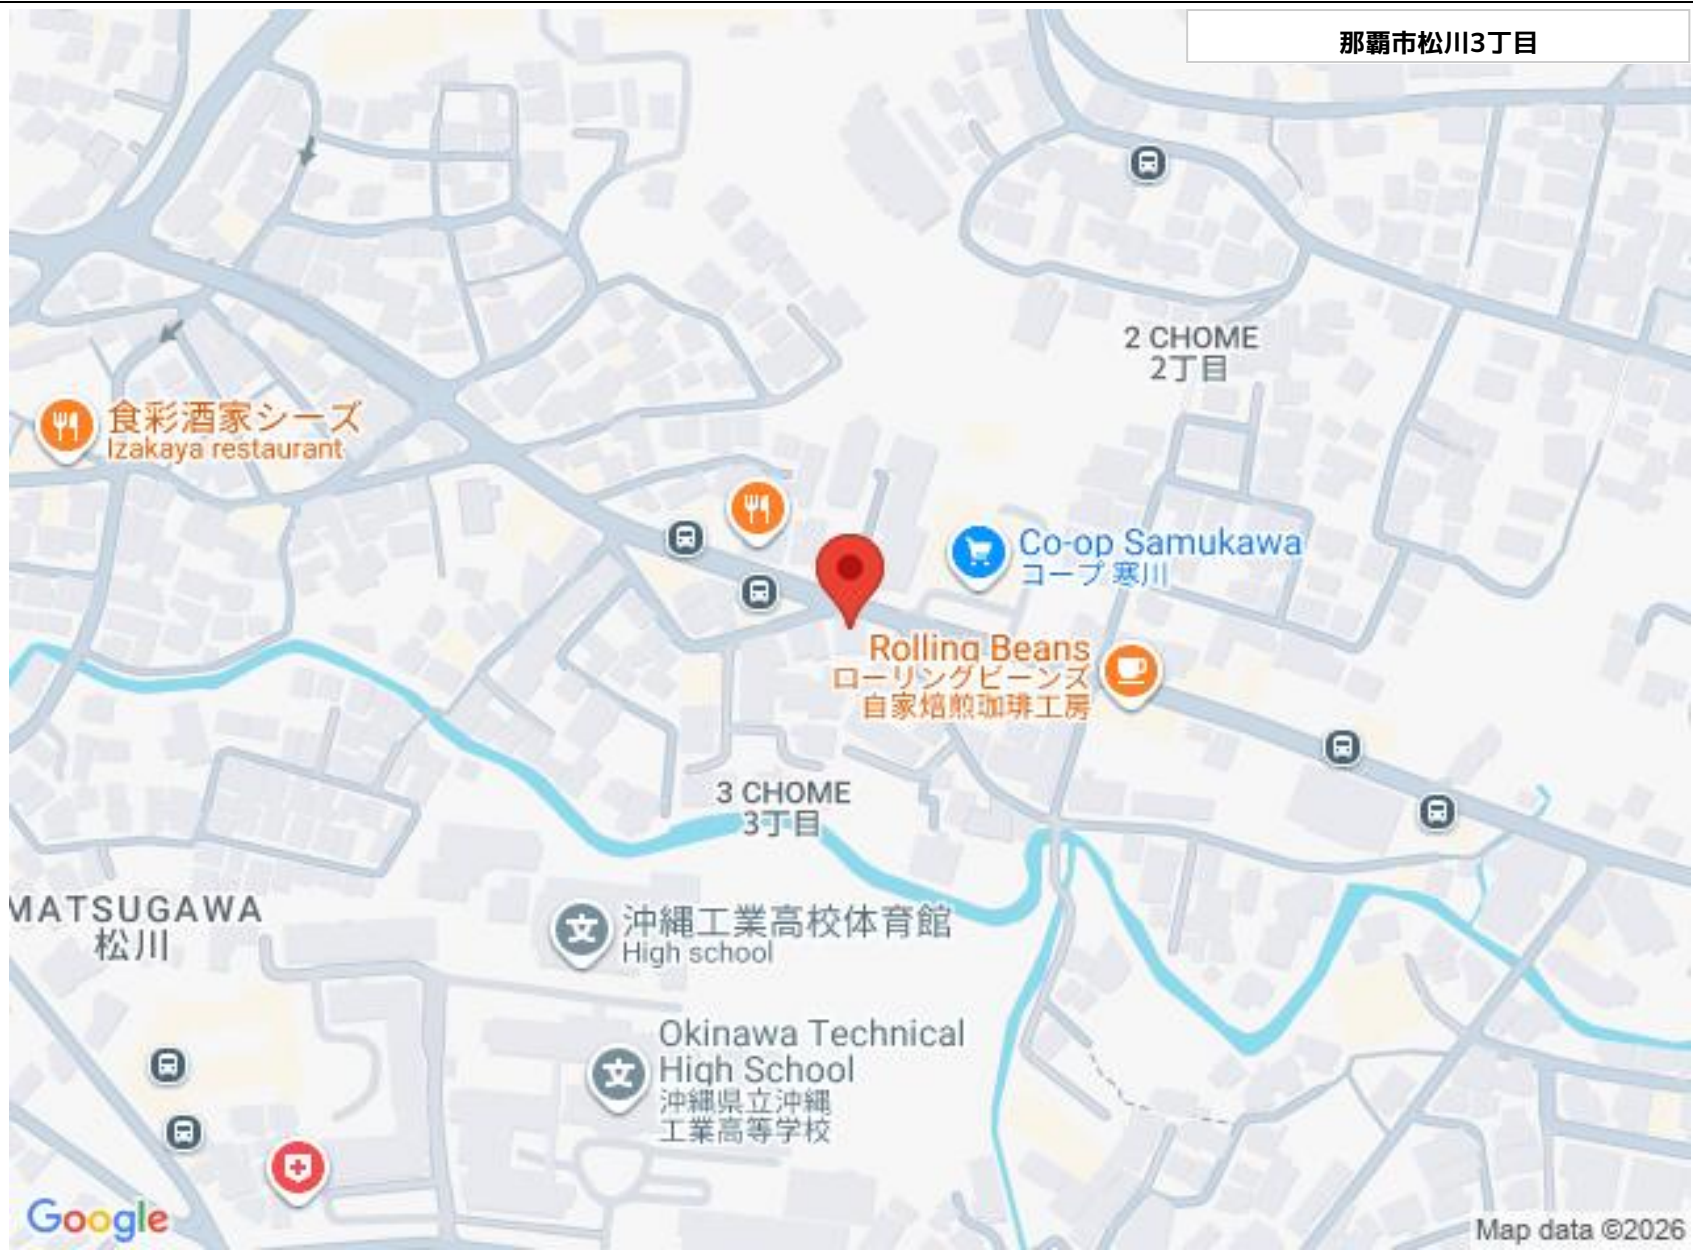 那覇市松川3丁目
2 CHOME
2丁目
食彩酒家シーズ
Izakaya restaurant
Co-op Samukawa
コープ 寒川
Rolling Beans
ローリングビーンズ
自家焙煎珈琲工房
3 CHOME
3丁目
MATSUGAWA
松川
沖縄工業高校体育館
High school
Okinawa Technical
High School
沖縄県立沖縄
工業高等学校
Google
Map data ©2026